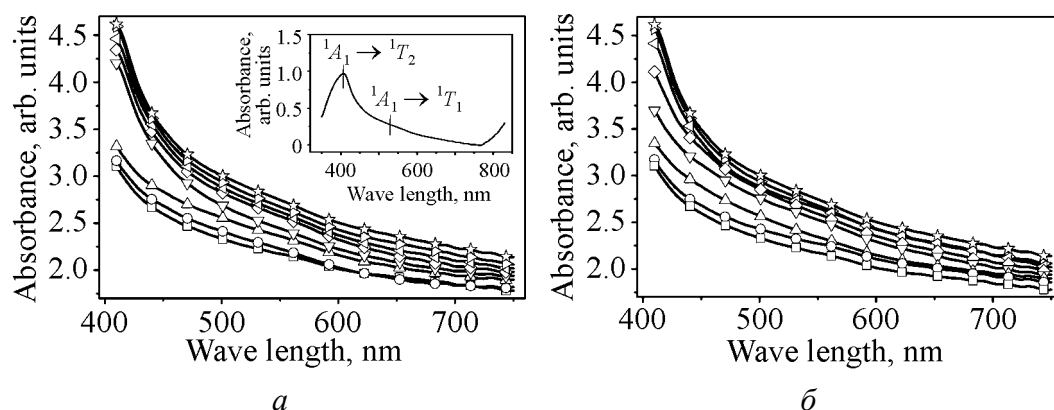 4.5
4.0
3.5
3.0
2.5
2.0
Absorbance, arb. units
400 500 600 700
Wave length, nm
а
1.5
1.0
0.5
0
Absorbance,
arb. units
¹A₁ → ¹T₂
¹A₁ → ¹T₁
400 600 800
Wave length, nm
4.5
4.0
3.5
3.0
2.5
2.0
Absorbance, arb. units
400 500 600 700
Wave length, nm
б